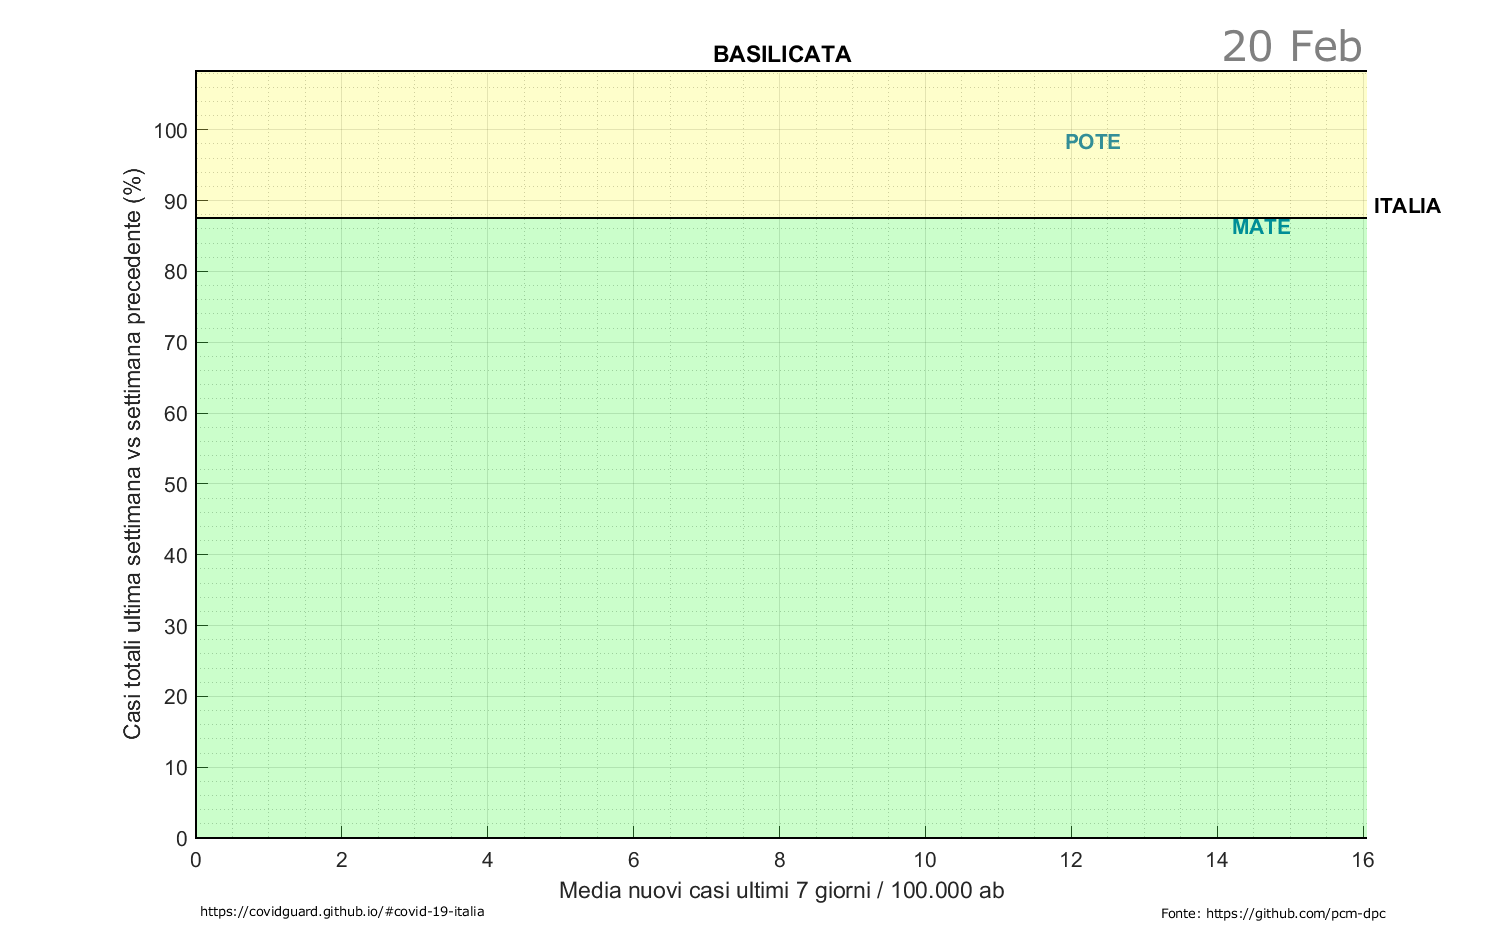 BASILICATA
20 Feb
100
90
80
70
60
50
40
30
20
10
0
Casi totali ultima settimana vs settimana precedente (%)
POTE
ITALIA
MATE
0 2 4 6 8 10 12 14 16
Media nuovi casi ultimi 7 giorni / 100.000 ab
https://covidguard.github.io/#covid-19-italia
Fonte: https://github.com/pcm-dpc